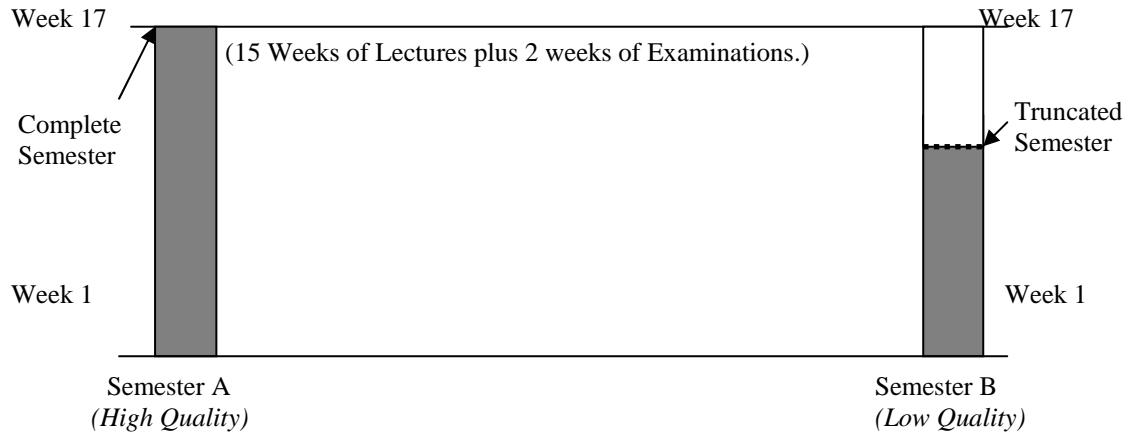 Week 17
Week 17
(15 Weeks of Lectures plus 2 weeks of Examinations.)
Complete
Semester
Truncated
Semester
Week 1
Week 1
Semester A
(High Quality)
Semester B
(Low Quality)